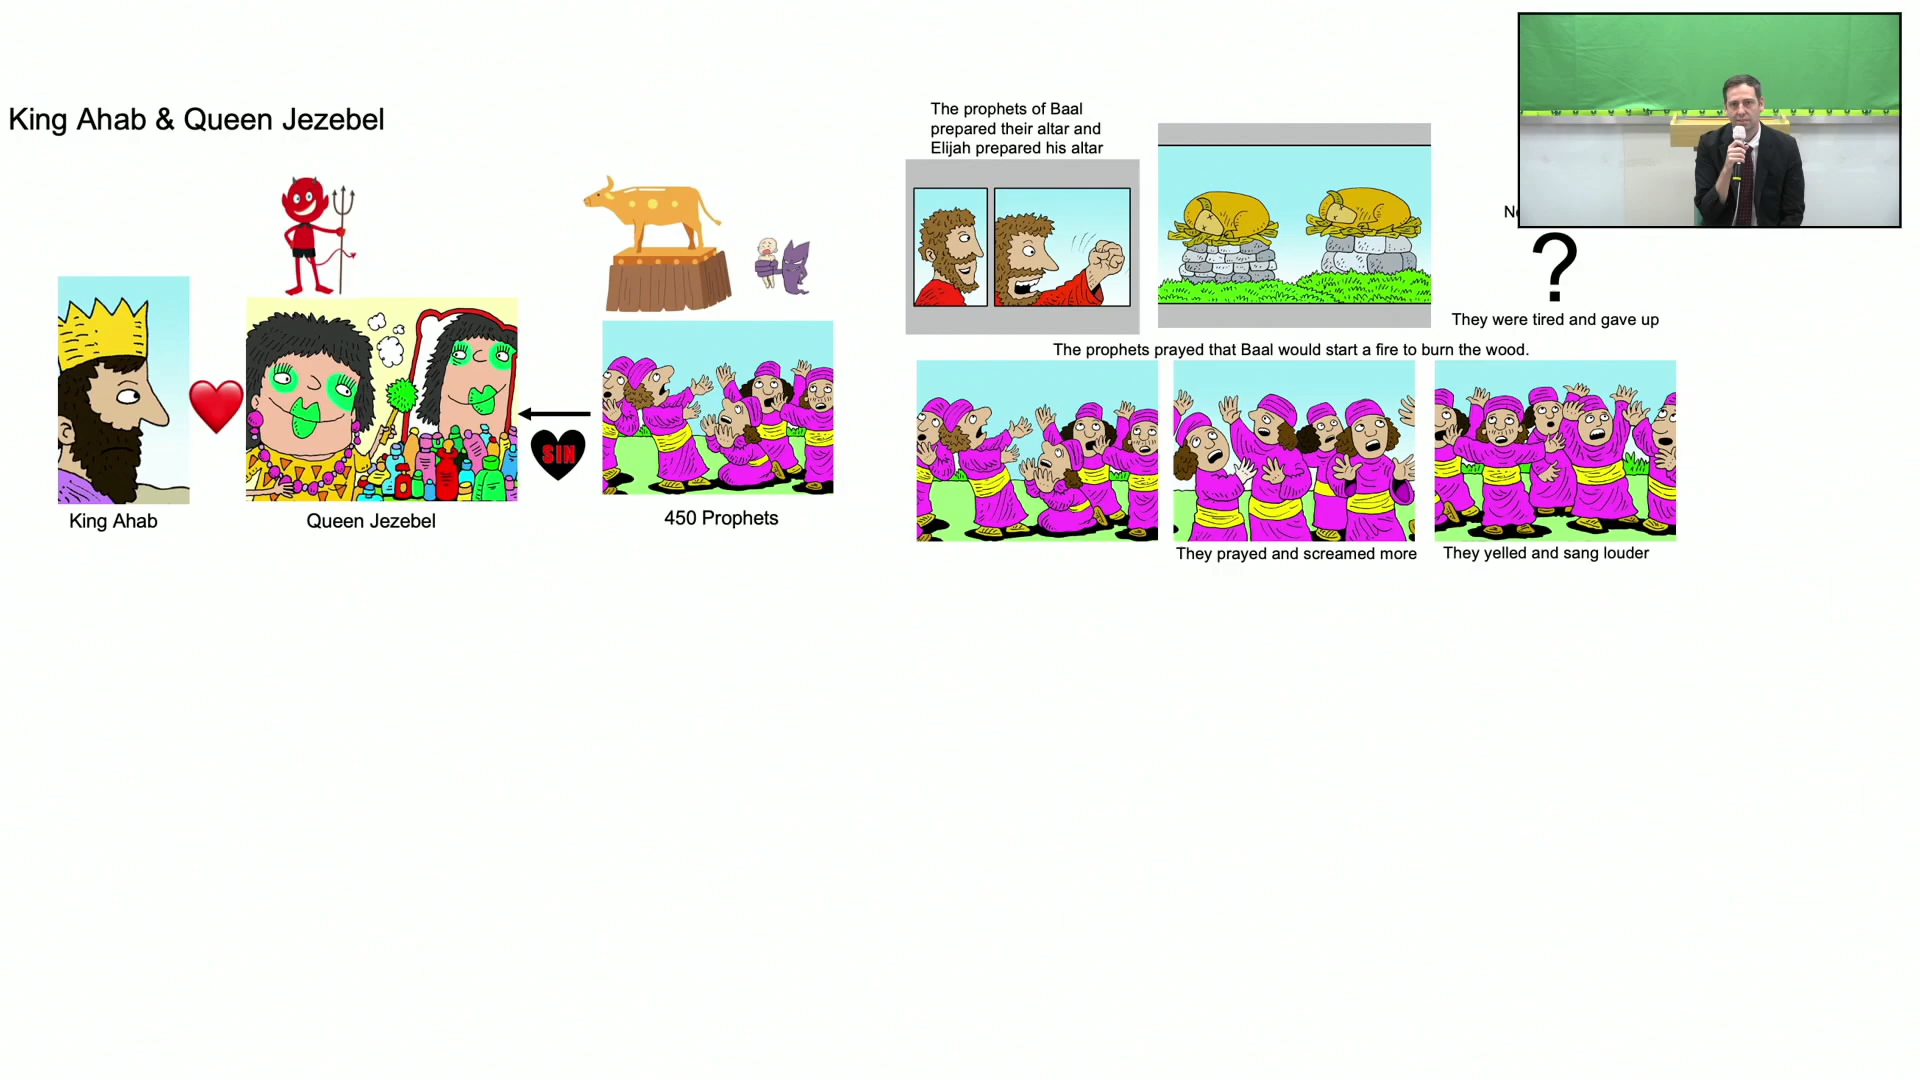 King Ahab & Queen Jezebel
SIN
King Ahab
Queen Jezebel
450 Prophets
The prophets of Baal
prepared their altar and
Elijah prepared his altar
?
They were tired and gave up
The prophets prayed that Baal would start a fire to burn the wood.
They prayed and screamed more
They yelled and sang louder